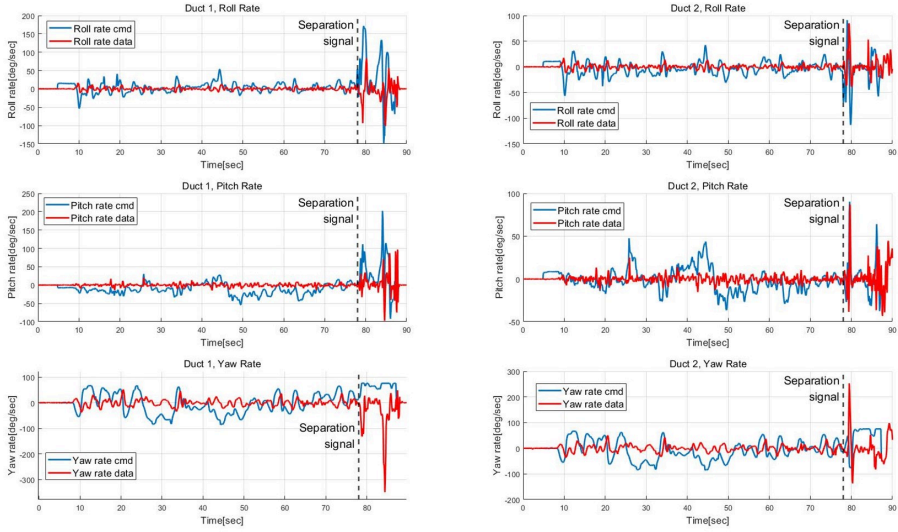 Duct 1, Roll Rate
200
150
100
50
0
-50
-100
-150
Roll rate[deg/sec]
Roll rate cmd
Roll rate data
Separation
signal
0 10 20 30 40 50 60 70 80 90
Time[sec]
Duct 2, Roll Rate
100
50
0
-50
-100
-150
Roll rate[deg/sec]
Roll rate cmd
Roll rate data
Separation
signal
0 10 20 30 40 50 60 70 80 90
Time[sec]
Duct 1, Pitch Rate
250
200
150
100
50
0
-50
-100
Pitch rate[deg/sec]
Pitch rate cmd
Pitch rate data
Separation
signal
0 10 20 30 40 50 60 70 80 90
Time[sec]
Duct 2, Pitch Rate
100
50
0
-50
Pitch rate[deg/sec]
Pitch rate cmd
Pitch rate data
Separation
signal
0 10 20 30 40 50 60 70 80 90
Time[sec]
Duct 1, Yaw Rate
100
0
-100
-200
-300
Yaw rate[deg/sec]
Yaw rate cmd
Yaw rate data
Separation
signal
0 10 20 30 40 50 60 70 80 90
Time[sec]
Duct 2, Yaw Rate
300
200
100
0
-100
-200
Yaw rate[deg/sec]
Yaw rate cmd
Yaw rate data
Separation
signal
0 10 20 30 40 50 60 70 80 90
Time[sec]